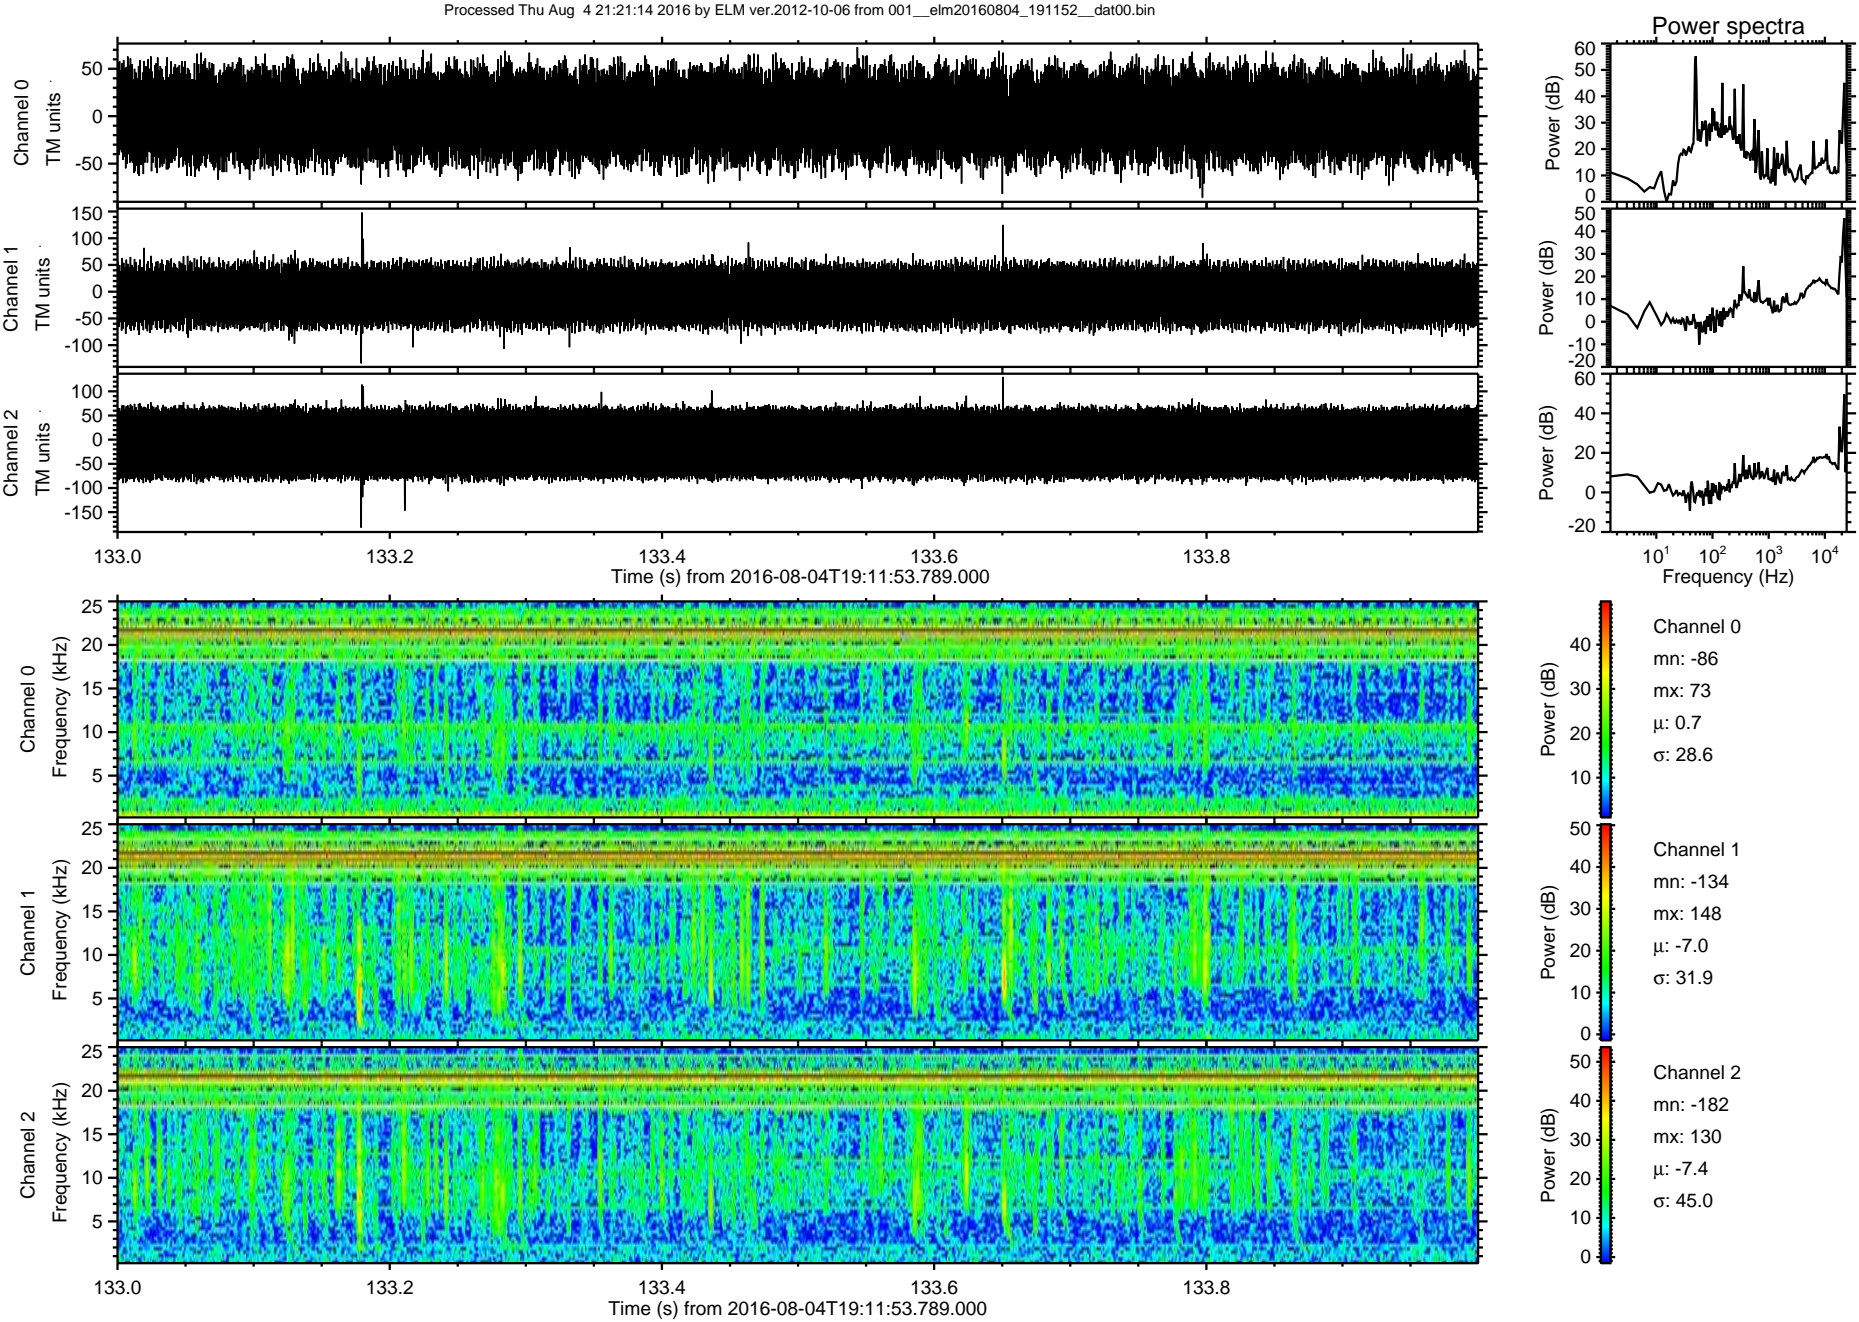 Processed Thu Aug  4 21:21:14 2016 by ELM ver.2012-10-06 from 001__elm20160804_191152__dat00.bin
Power spectra
Channel 0
TM units
50
0
-50
Power (dB)
60
50
40
30
20
10
0
Channel 1
TM units
150
100
50
0
-50
-100
Power (dB)
50
40
30
20
10
0
-10
-20
Channel 2
TM units
100
50
0
-50
-100
-150
Power (dB)
60
40
20
0
-20
133.0 133.2 133.4 133.6 133.8
Time (s) from 2016-08-04T19:11:53.789.000
10¹ 10² 10³ 10⁴
Frequency (Hz)
Channel 0
Frequency (kHz)
25
20
15
10
5
Power (dB)
40
30
20
10
Channel 0
mn: -86
mx: 73
μ: 0.7
σ: 28.6
Channel 1
Frequency (kHz)
25
20
15
10
5
Power (dB)
50
40
30
20
10
0
Channel 1
mn: -134
mx: 148
μ: -7.0
σ: 31.9
Channel 2
Frequency (kHz)
25
20
15
10
5
Power (dB)
50
40
30
20
10
0
Channel 2
mn: -182
mx: 130
μ: -7.4
σ: 45.0
133.0 133.2 133.4 133.6 133.8
Time (s) from 2016-08-04T19:11:53.789.000